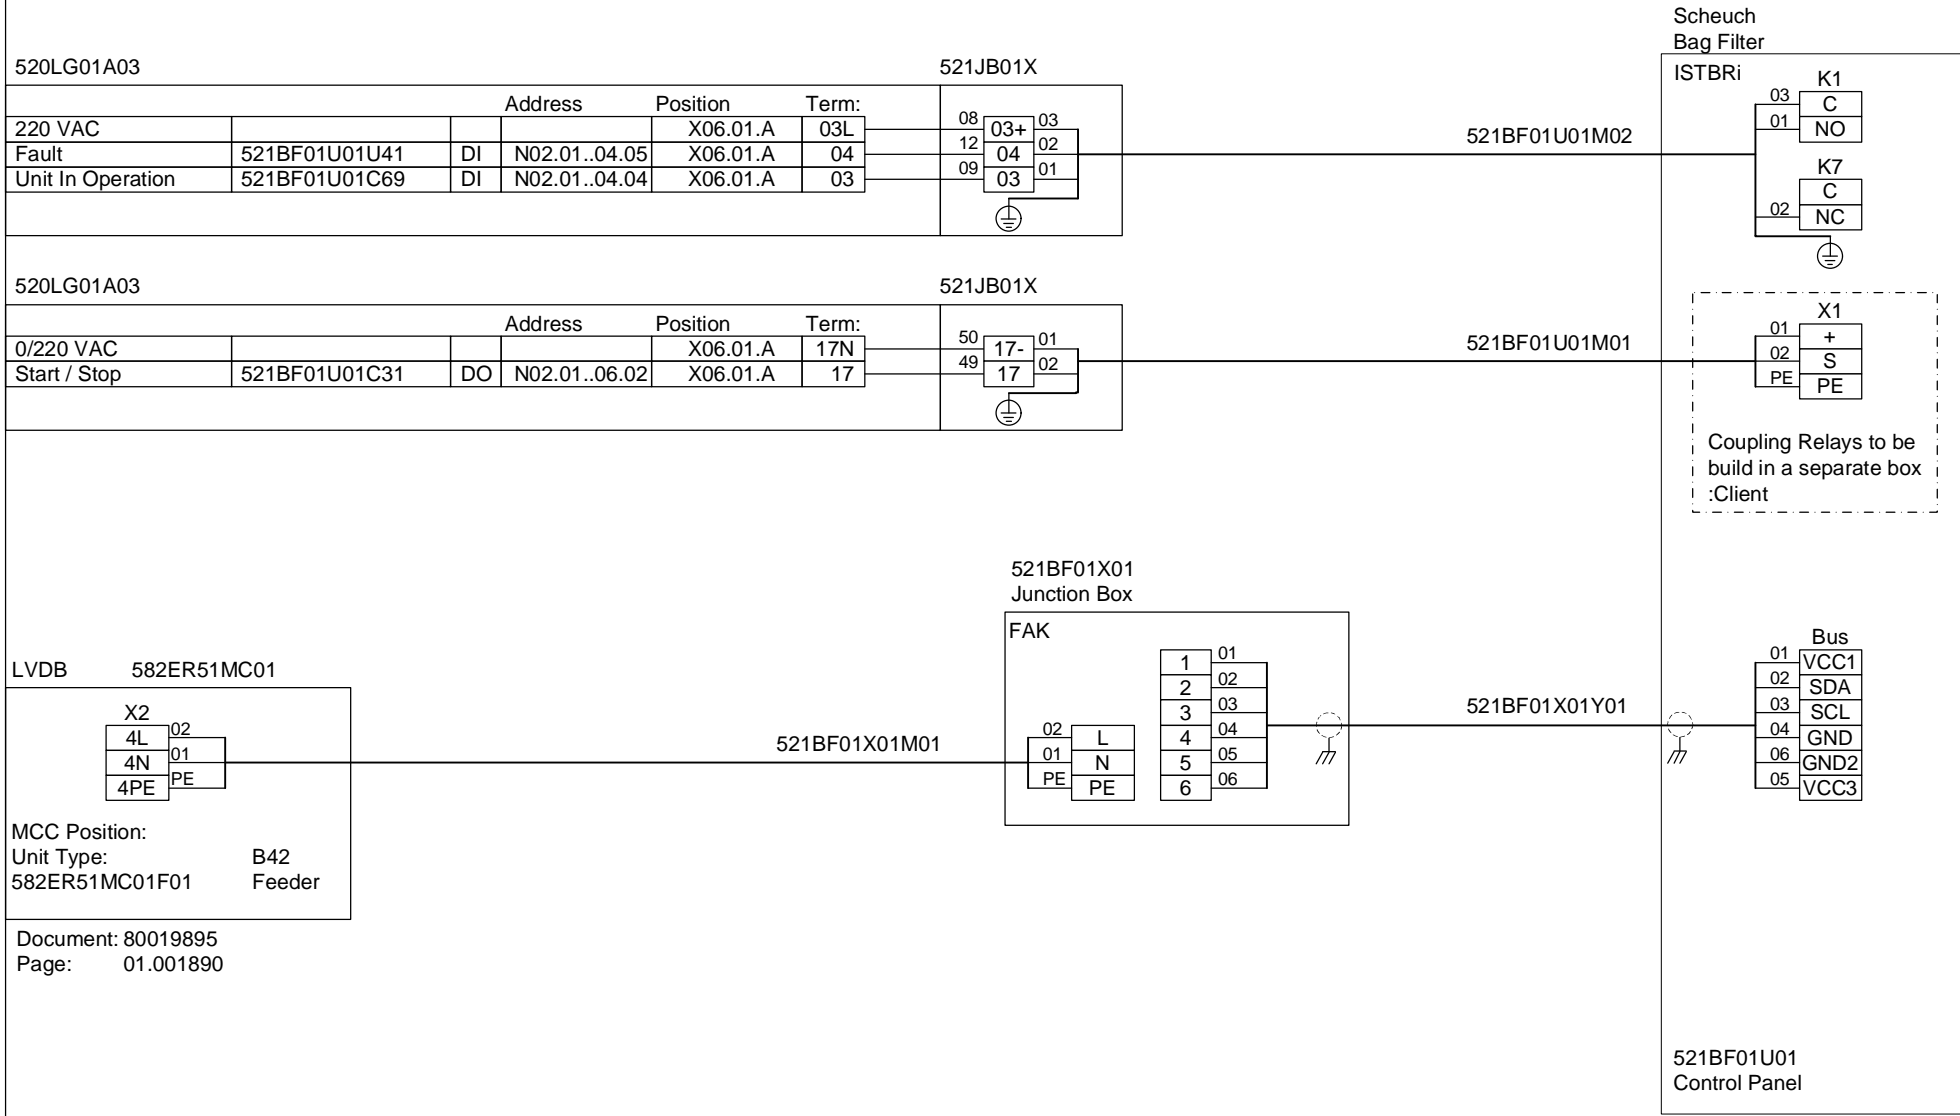 Scheuch
Bag Filter
520LG01A03
521JB01X
ISTBRi
Address Position Term:
220 VAC X06.01.A 03L
Fault 521BF01U01U41 DI N02.01..04.05 X06.01.A 04
Unit In Operation 521BF01U01C69 DI N02.01..04.04 X06.01.A 03
08 03+ 03
12 04 02
09 03 01
521BF01U01M02
K1
03 C
01 NO
K7
C
02 NC
520LG01A03
521JB01X
Address Position Term:
0/220 VAC X06.01.A 17N
Start / Stop 521BF01U01C31 DO N02.01..06.02 X06.01.A 17
50 17- 01
49 17 02
521BF01U01M01
X1
01 +
02 S
PE PE
Coupling Relays to be
build in a separate box
:Client
521BF01X01
Junction Box
FAK
LVDB 582ER51MC01
X2
4L 02
4N 01
4PE PE
521BF01X01M01
02 L
01 N
PE PE
1 01
2 02
3 03
4 04
5 05
6 06
521BF01X01Y01
Bus
01 VCC1
02 SDA
03 SCL
04 GND
06 GND2
05 VCC3
MCC Position:
Unit Type: B42
582ER51MC01F01 Feeder
Document: 80019895
Page: 01.001890
521BF01U01
Control Panel